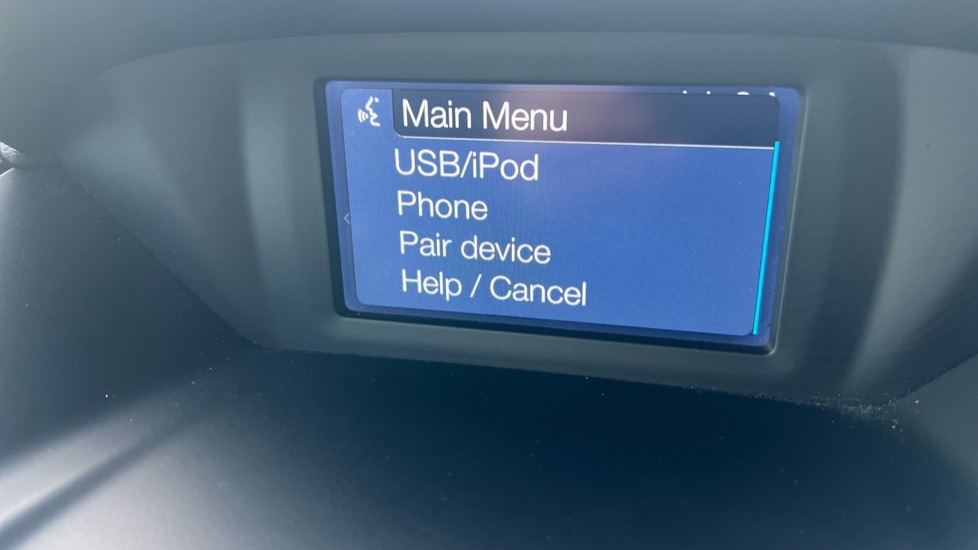 Main Menu
USB/iPod
Phone
Pair device
Help / Cancel